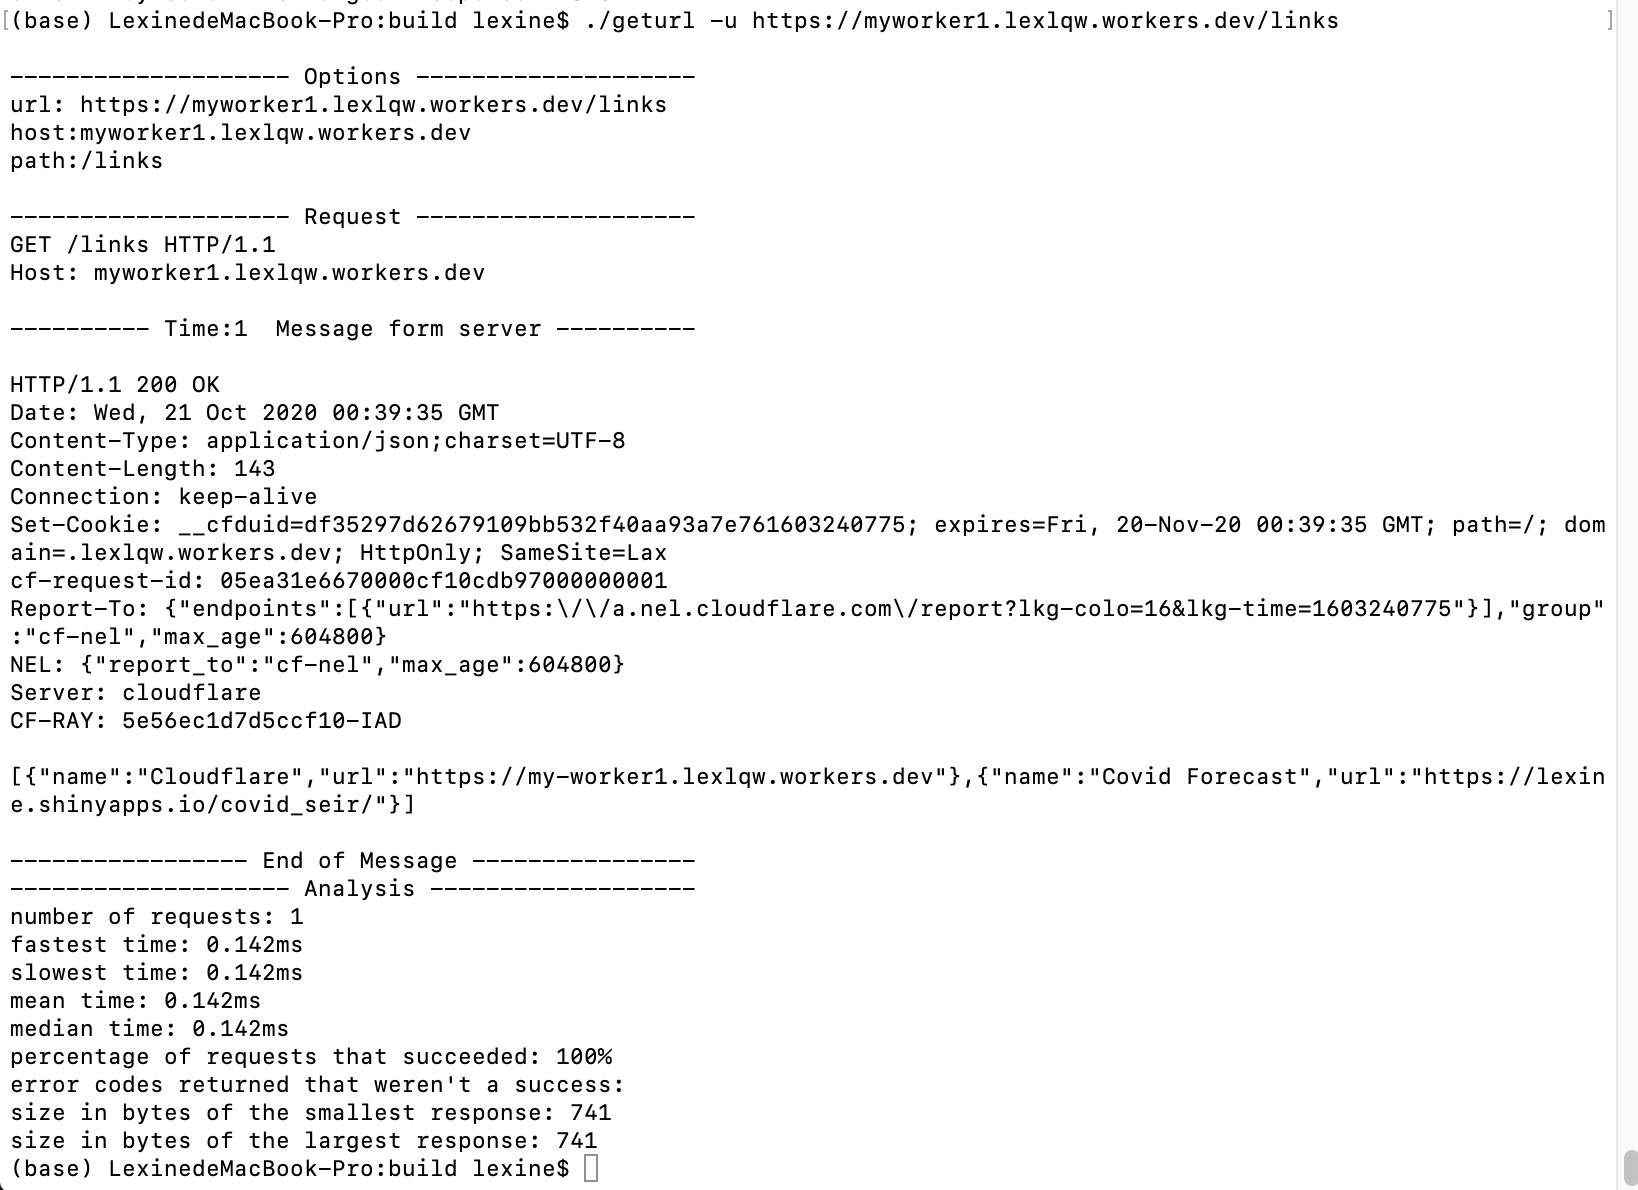 [(base) LexinedeMacBook-Pro:build lexine$ ./geturl -u https://myworker1.lexlqw.workers.dev/links ]
-------------------- Options --------------------
url: https://myworker1.lexlqw.workers.dev/links
host:myworker1.lexlqw.workers.dev
path:/links
-------------------- Request --------------------
GET /links HTTP/1.1
Host: myworker1.lexlqw.workers.dev
---------- Time:1  Message form server ----------
HTTP/1.1 200 OK
Date: Wed, 21 Oct 2020 00:39:35 GMT
Content-Type: application/json;charset=UTF-8
Content-Length: 143
Connection: keep-alive
Set-Cookie: __cfduid=df35297d62679109bb532f40aa93a7e761603240775; expires=Fri, 20-Nov-20 00:39:35 GMT; path=/; dom
ain=.lexlqw.workers.dev; HttpOnly; SameSite=Lax
cf-request-id: 05ea31e6670000cf10cdb97000000001
Report-To: {"endpoints":[{"url":"https:\/\/a.nel.cloudflare.com\/report?lkg-colo=16&lkg-time=1603240775"}],"group"
:"cf-nel","max_age":604800}
NEL: {"report_to":"cf-nel","max_age":604800}
Server: cloudflare
CF-RAY: 5e56ec1d7d5ccf10-IAD
[{"name":"Cloudflare","url":"https://my-worker1.lexlqw.workers.dev"},{"name":"Covid Forecast","url":"https://lexin
e.shinyapps.io/covid_seir/"}]
----------------- End of Message ----------------
-------------------- Analysis -------------------
number of requests: 1
fastest time: 0.142ms
slowest time: 0.142ms
mean time: 0.142ms
median time: 0.142ms
percentage of requests that succeeded: 100%
error codes returned that weren't a success:
size in bytes of the smallest response: 741
size in bytes of the largest response: 741
(base) LexinedeMacBook-Pro:build lexine$